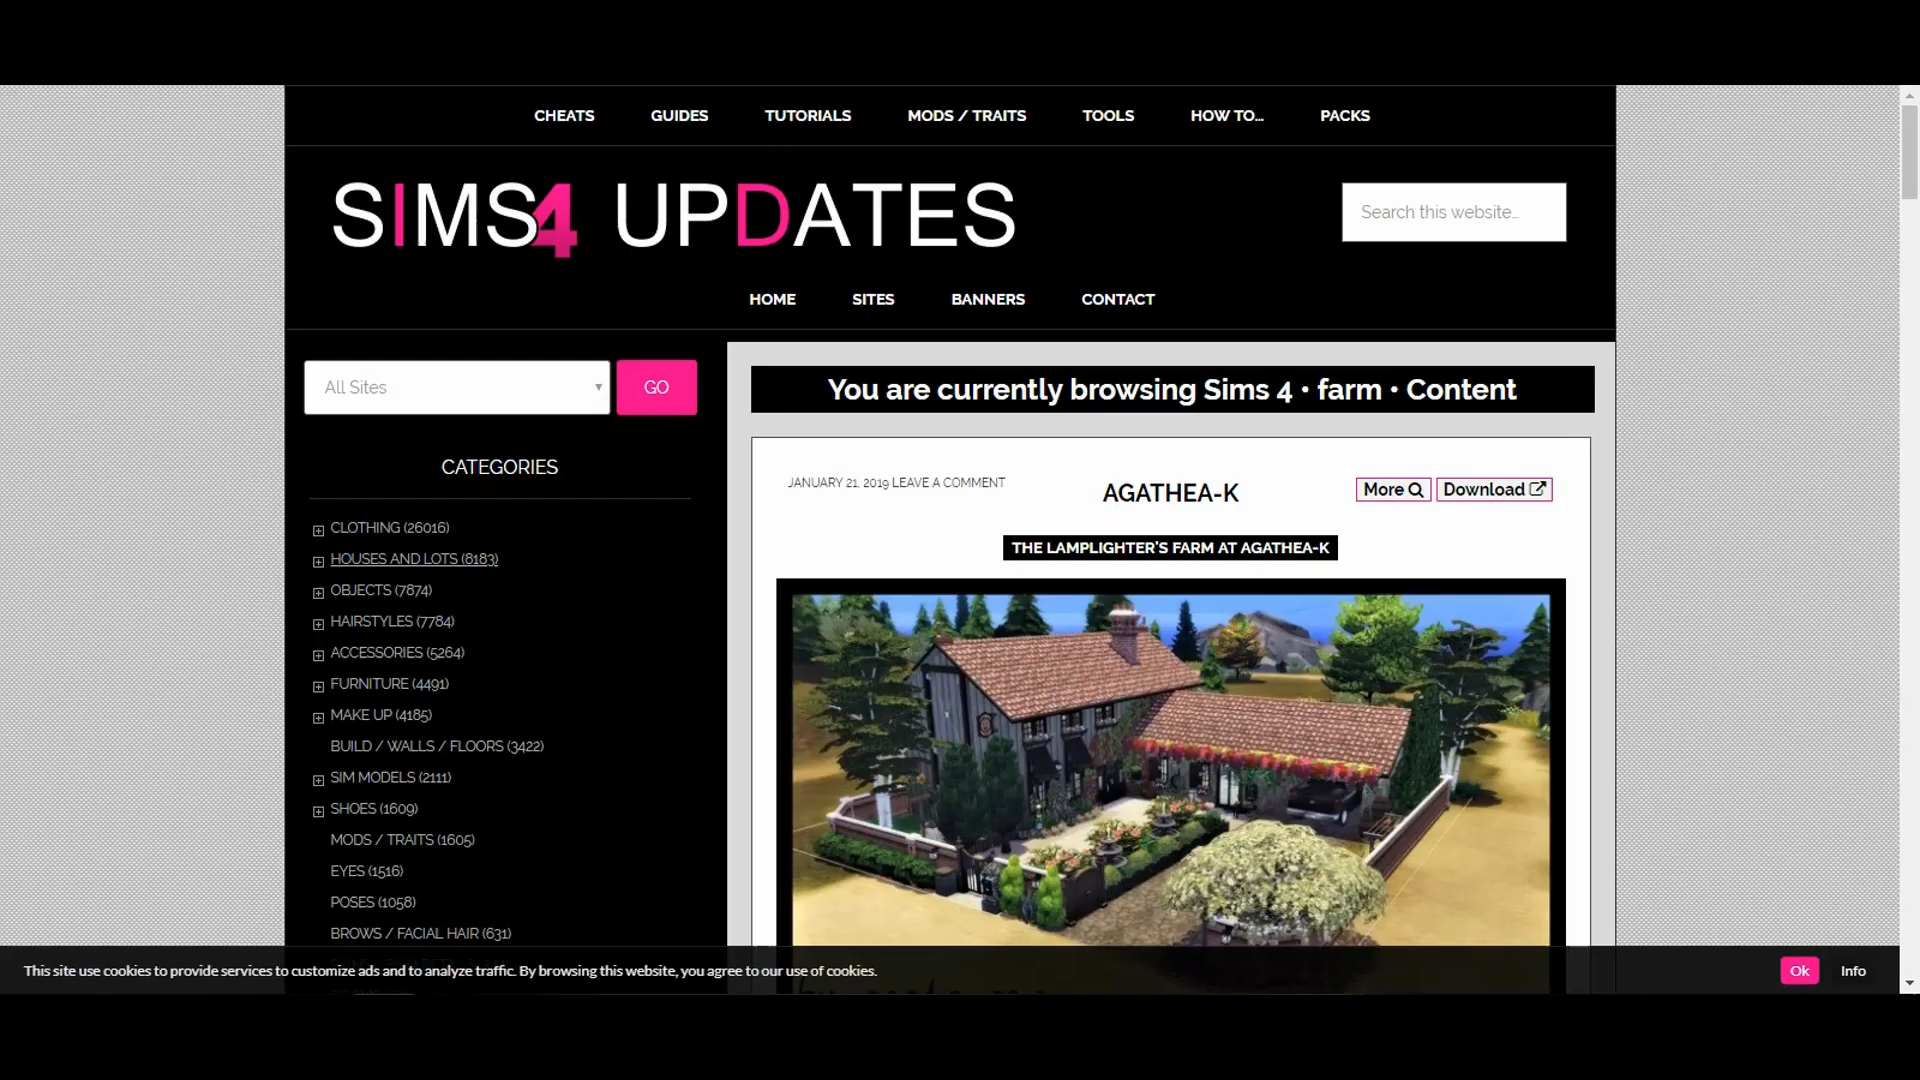 CHEATS GUIDES TUTORIALS MODS / TRAITS TOOLS HOW TO... PACKS
SIMS4 UPDATES
Search this website...
HOME SITES BANNERS CONTACT
All Sites GO
CATEGORIES
CLOTHING (26016)
HOUSES AND LOTS (8183)
OBJECTS (7874)
HAIRSTYLES (7784)
ACCESSORIES (5264)
FURNITURE (4491)
MAKE UP (4185)
BUILD / WALLS / FLOORS (3422)
SIM MODELS (2111)
SHOES (1609)
MODS / TRAITS (1605)
EYES (1516)
POSES (1058)
BROWS / FACIAL HAIR (631)
You are currently browsing Sims 4 • farm • Content
JANUARY 21, 2019 LEAVE A COMMENT
AGATHEA-K
More Download
THE LAMPLIGHTER'S FARM AT AGATHEA-K
This site use cookies to provide services to customize ads and to analyze traffic. By browsing this website, you agree to our use of cookies.
Ok Info